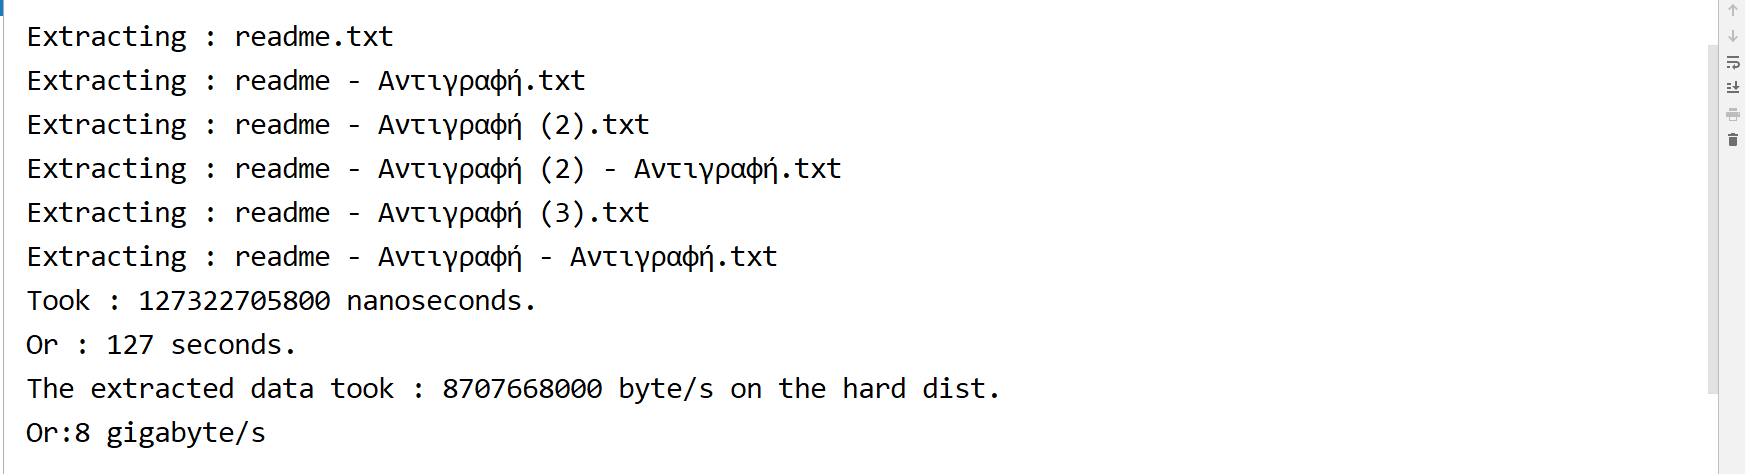 Extracting : readme.txt
Extracting : readme - Αντιγραφή.txt
Extracting : readme - Αντιγραφή (2).txt
Extracting : readme - Αντιγραφή (2) - Αντιγραφή.txt
Extracting : readme - Αντιγραφή (3).txt
Extracting : readme - Αντιγραφή - Αντιγραφή.txt
Took : 127322705800 nanoseconds.
Or : 127 seconds.
The extracted data took : 8707668000 byte/s on the hard dist.
Or:8 gigabyte/s